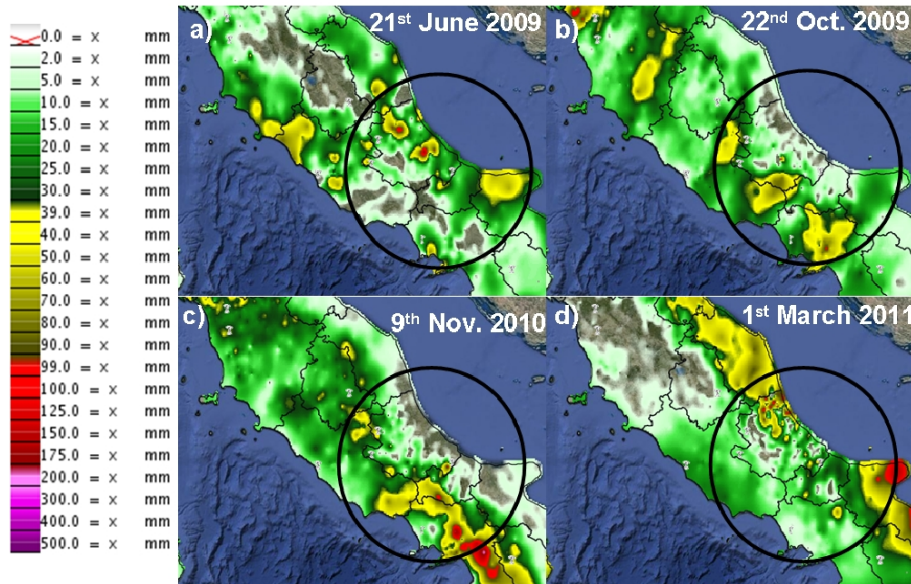 0.0 = x mm
2.0 = x mm
5.0 = x mm
10.0 = x mm
15.0 = x mm
20.0 = x mm
25.0 = x mm
30.0 = x mm
39.0 = x mm
40.0 = x mm
50.0 = x mm
60.0 = x mm
70.0 = x mm
80.0 = x mm
90.0 = x mm
99.0 = x mm
100.0 = x mm
125.0 = x mm
150.0 = x mm
175.0 = x mm
200.0 = x mm
300.0 = x mm
400.0 = x mm
500.0 = x mm
a) 21st June 2009
b) 22nd Oct. 2009
c) 9th Nov. 2010
d) 1st March 2011